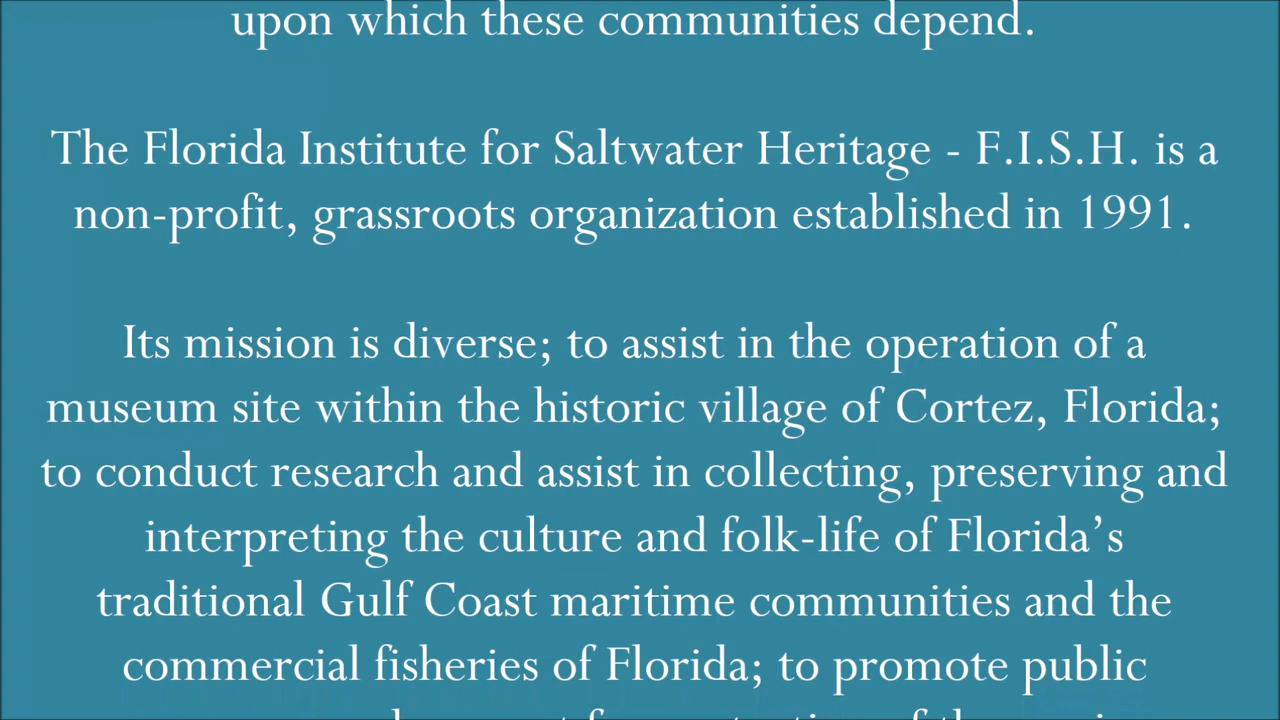 upon which these communities depend.
The Florida Institute for Saltwater Heritage - F.I.S.H. is a
non-profit, grassroots organization established in 1991.
Its mission is diverse; to assist in the operation of a
museum site within the historic village of Cortez, Florida;
to conduct research and assist in collecting, preserving and
interpreting the culture and folk-life of Florida’s
traditional Gulf Coast maritime communities and the
commercial fisheries of Florida; to promote public